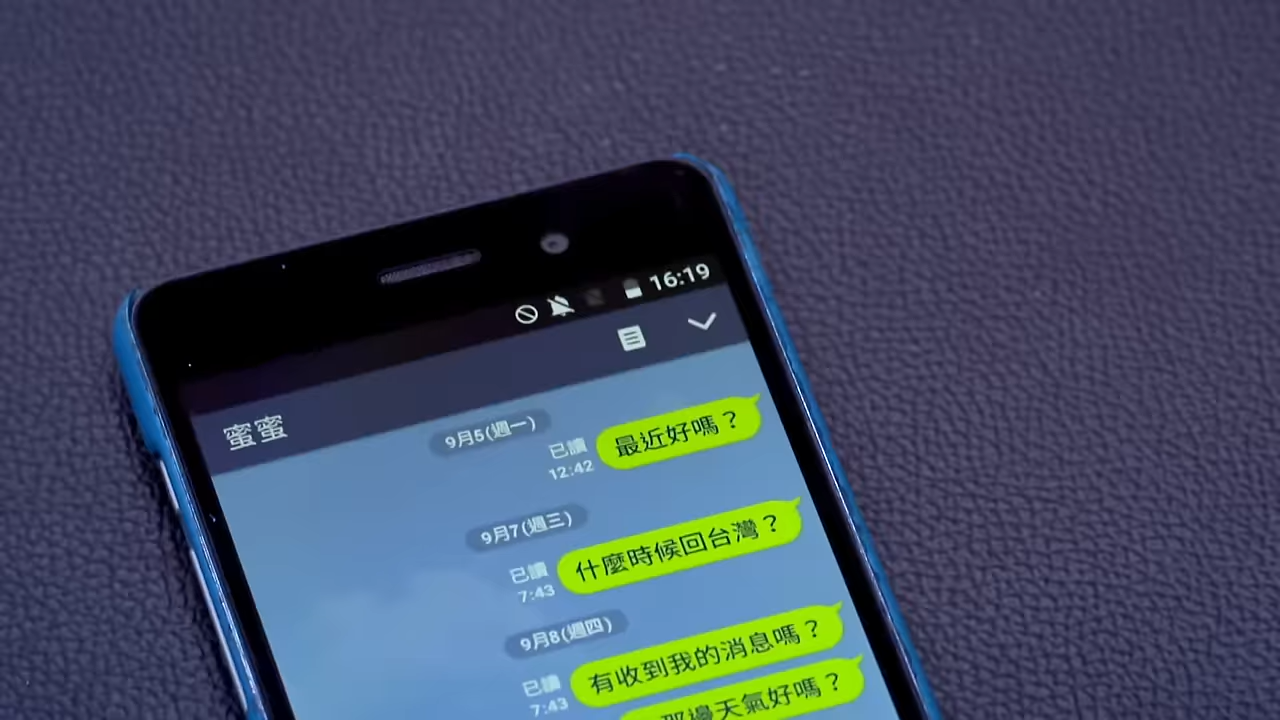 16:19
蜜蜜
9月5(週一)
最近好嗎？
已讀
12:42
9月7(週三)
什麼時候回台灣？
已讀
7:43
9月8(週四)
有收到我的消息嗎？
已讀
7:43
那邊天氣好嗎？